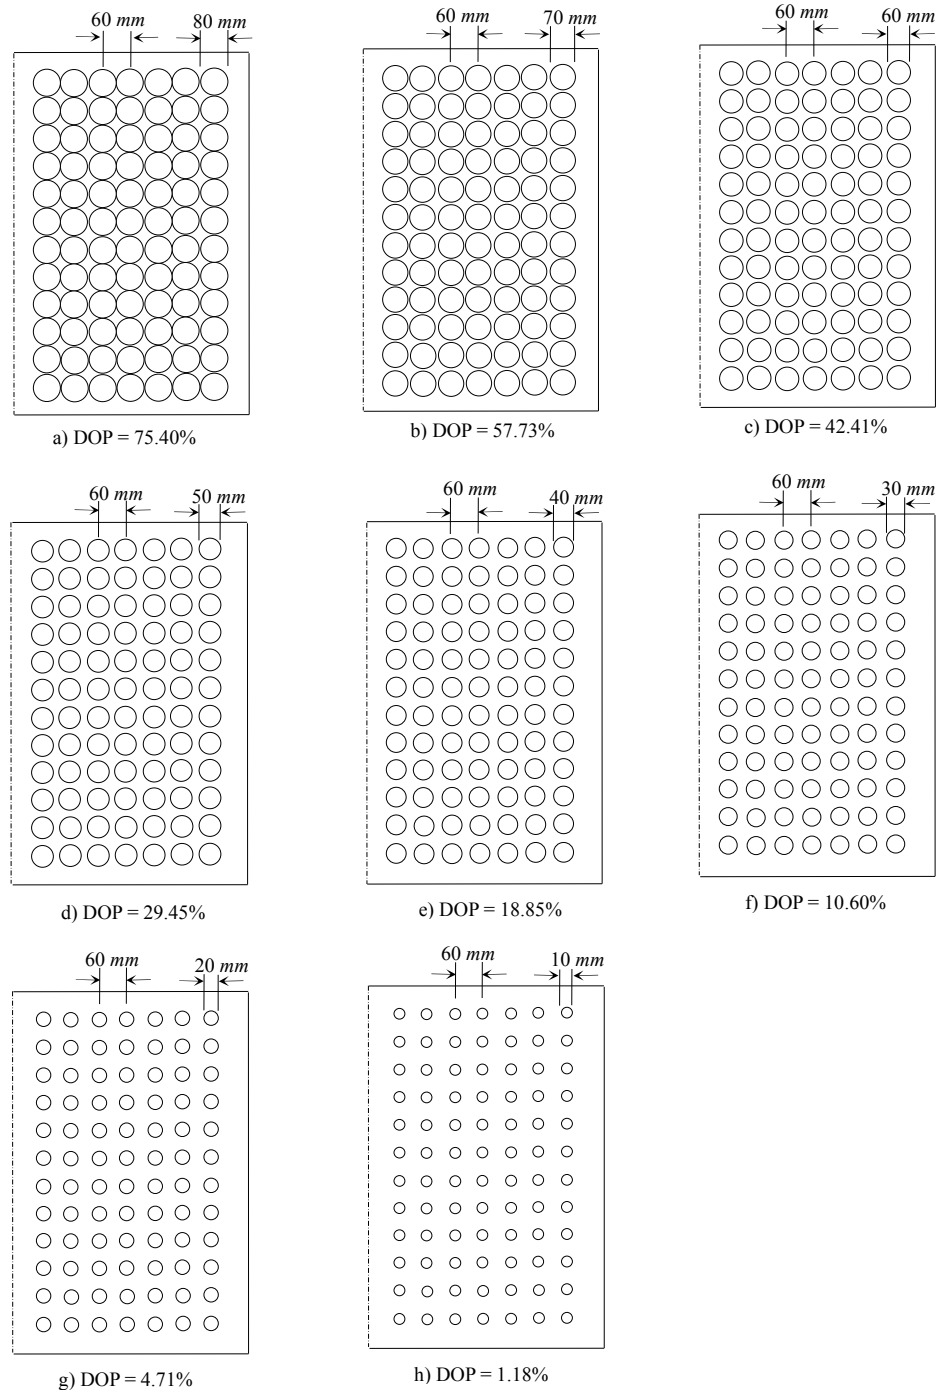 60 mm 80 mm
60 mm 70 mm
60 mm 60 mm
a) DOP = 75.40%
b) DOP = 57.73%
c) DOP = 42.41%
60 mm 50 mm
60 mm 40 mm
60 mm 30 mm
d) DOP = 29.45%
e) DOP = 18.85%
f) DOP = 10.60%
60 mm 20 mm
60 mm 10 mm
g) DOP = 4.71%
h) DOP = 1.18%